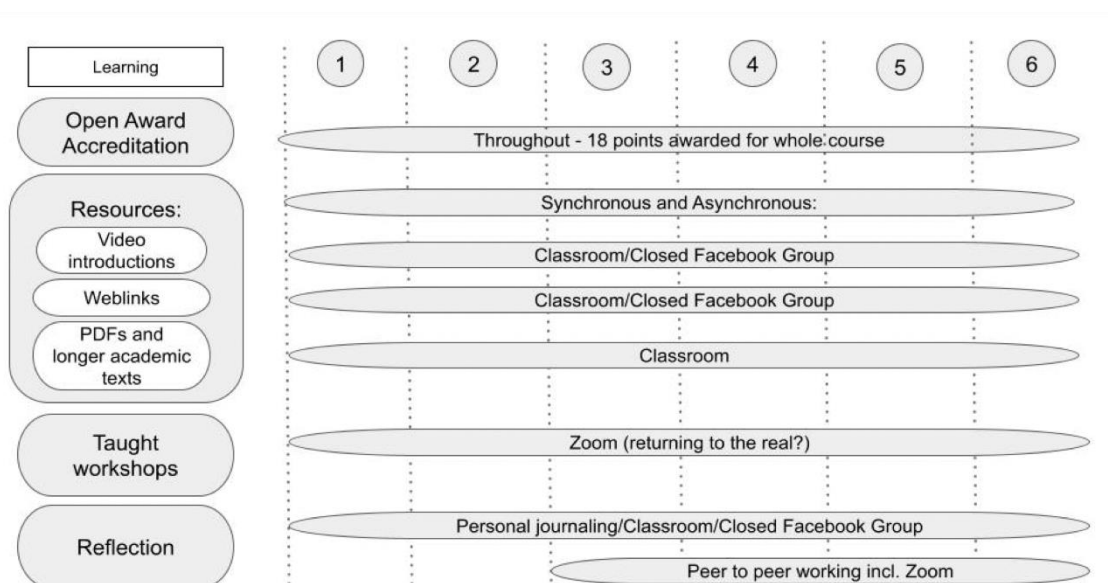 Learning
1 2 3 4 5 6
Open Award
Accreditation
Throughout - 18 points awarded for whole course
Resources:
Synchronous and Asynchronous:
Video
introductions
Classroom/Closed Facebook Group
Weblinks
Classroom/Closed Facebook Group
PDFs and
longer academic
texts
Classroom
Taught
workshops
Zoom (returning to the real?)
Reflection
Personal journaling/Classroom/Closed Facebook Group
Peer to peer working incl. Zoom